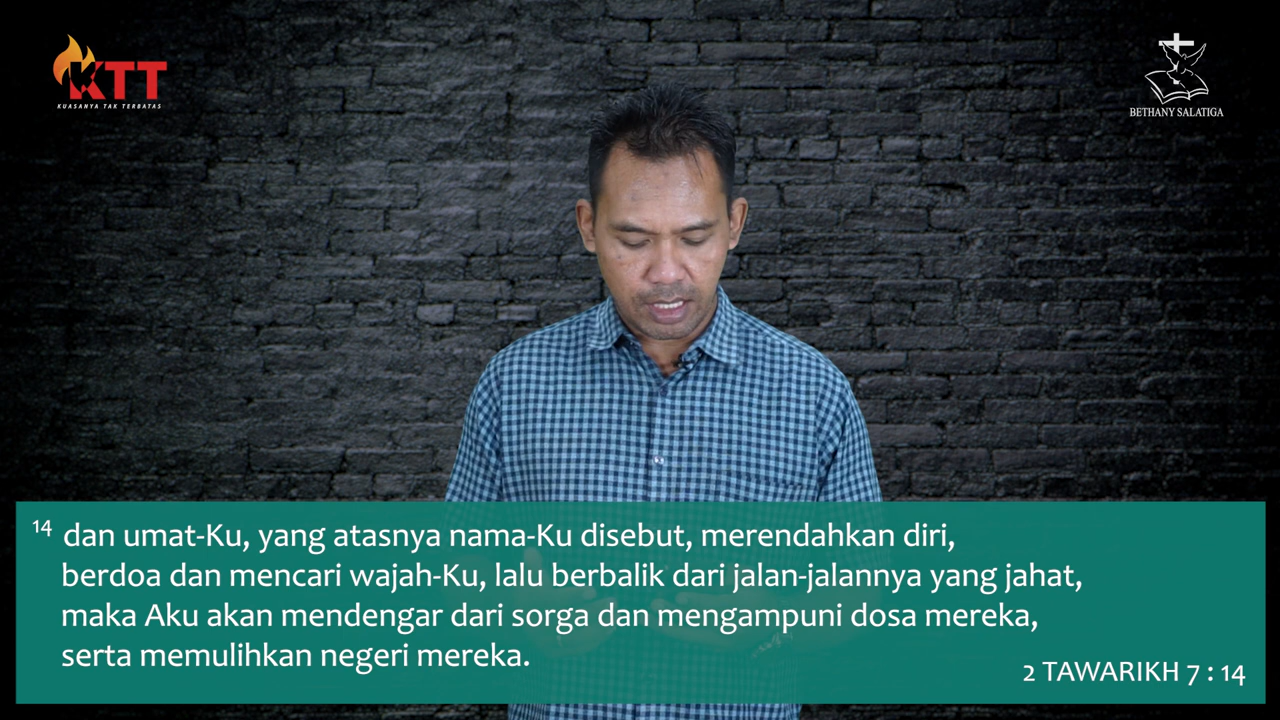 KTT
KUASANYA TAK TERBATAS
BETHANY SALATIGA
14 dan umat-Ku, yang atasnya nama-Ku disebut, merendahkan diri,
berdoa dan mencari wajah-Ku, lalu berbalik dari jalan-jalannya yang jahat,
maka Aku akan mendengar dari sorga dan mengampuni dosa mereka,
serta memulihkan negeri mereka.
2 TAWARIKH 7 : 14